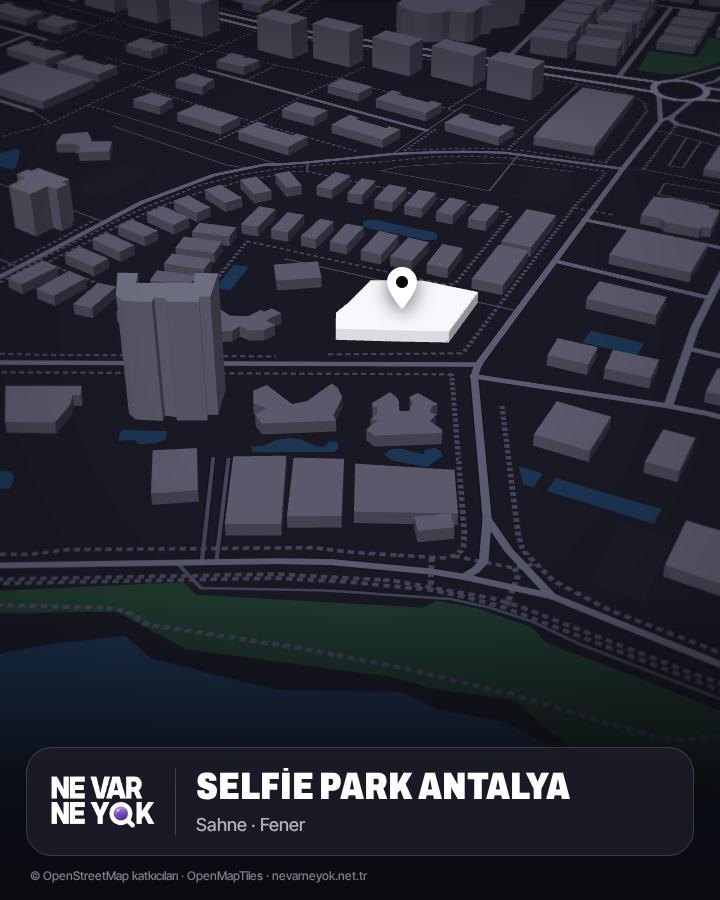 NE VAR
NE YOK
SELFİE PARK ANTALYA
Sahne · Fener
© OpenStreetMap katkıcıları · OpenMapTiles · nevarneyok.net.tr